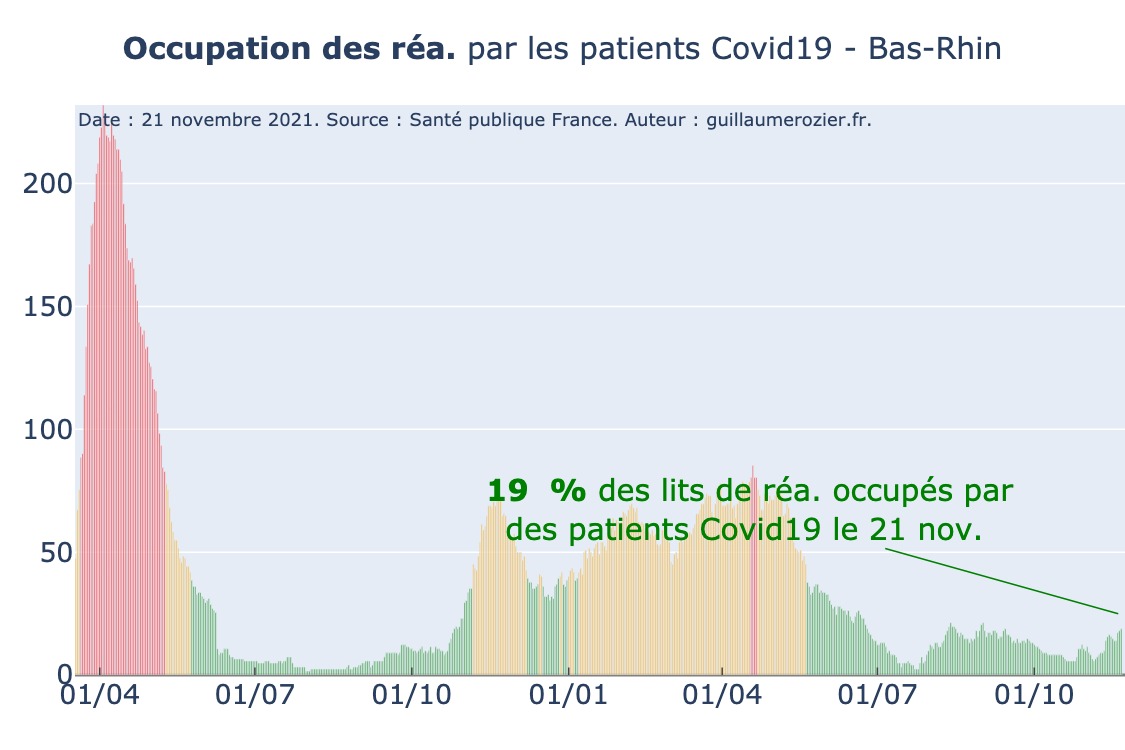 Occupation des réa. par les patients Covid19 - Bas-Rhin
Date : 21 novembre 2021. Source : Santé publique France. Auteur : guillaumerozier.fr.
200
150
100
19  % des lits de réa. occupés par
des patients Covid19 le 21 nov.
50
0
01/04 01/07 01/10 01/01 01/04 01/07 01/10